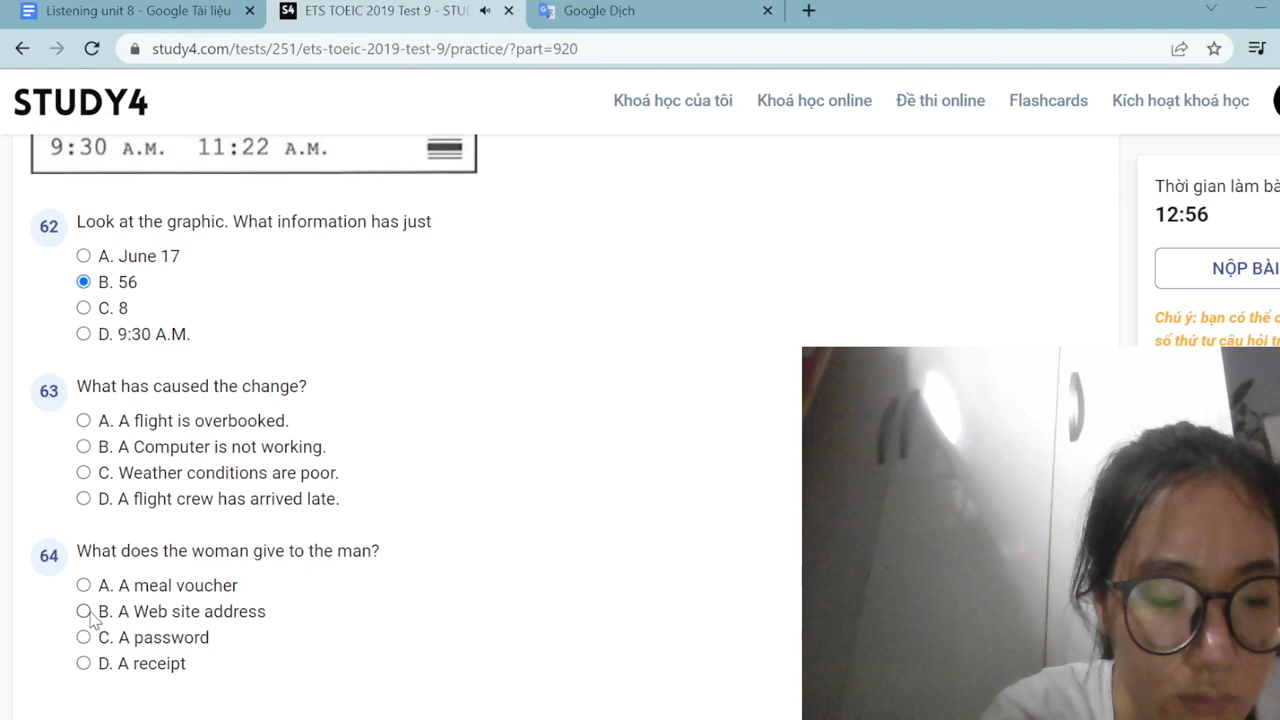 Listening unit 8 - Google Tài liệu
S4 ETS TOEIC 2019 Test 9 - STU
Google Dịch
study4.com/tests/251/ets-toeic-2019-test-9/practice/?part=920
STUDY4
Khoá học của tôi
Khoá học online
Đề thi online
Flashcards
Kích hoạt khoá học
9:30 A.M. 11:22 A.M.
62 Look at the graphic. What information has just
A. June 17
B. 56
C. 8
D. 9:30 A.M.
63 What has caused the change?
A. A flight is overbooked.
B. A Computer is not working.
C. Weather conditions are poor.
D. A flight crew has arrived late.
64 What does the woman give to the man?
A. A meal voucher
B. A Web site address
C. A password
D. A receipt
Thời gian làm bà
12:56
NỘP BÀI
Chú ý: bạn có thể c
số thứ tự câu hỏi tr